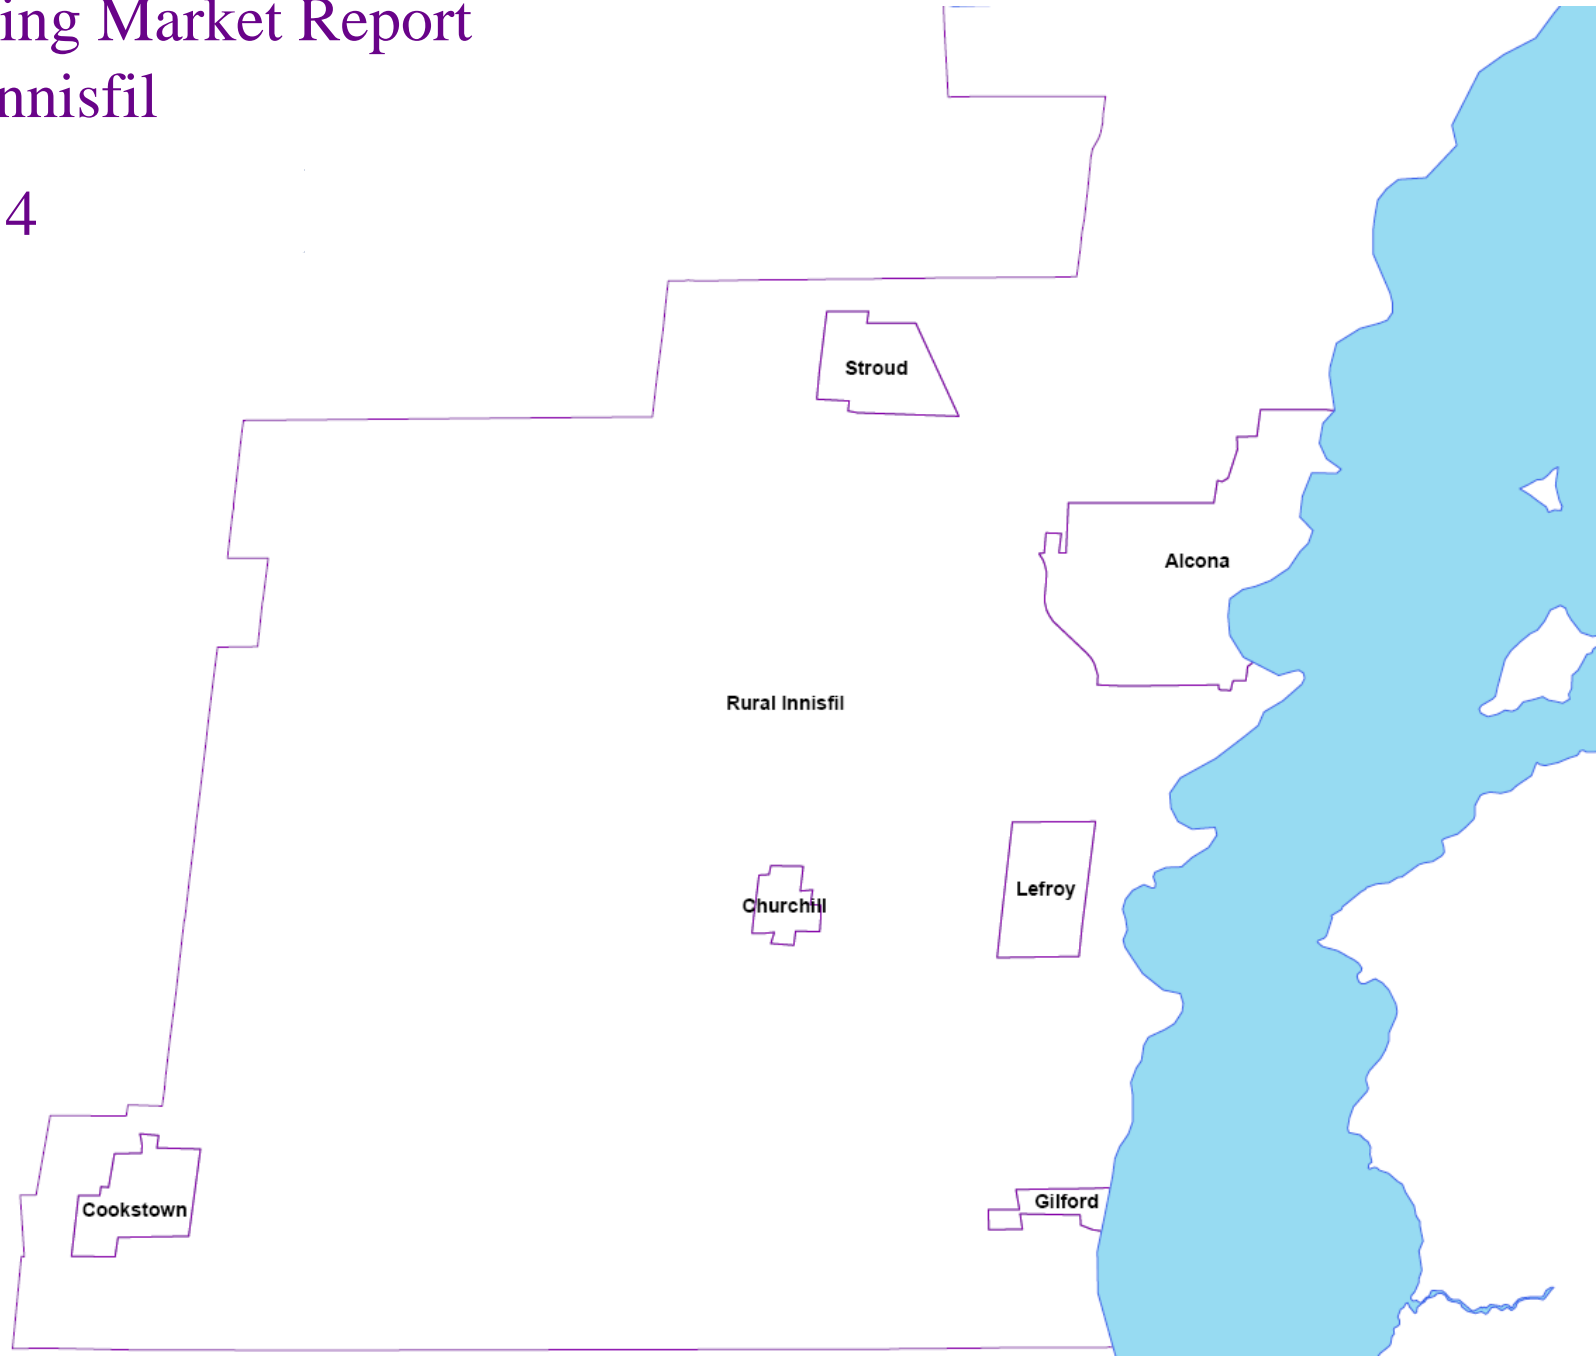 ing Market Report
nnisfil
4
Stroud
Alcona
Rural Innisfil
Lefroy
Churchill
Gilford
Cookstown